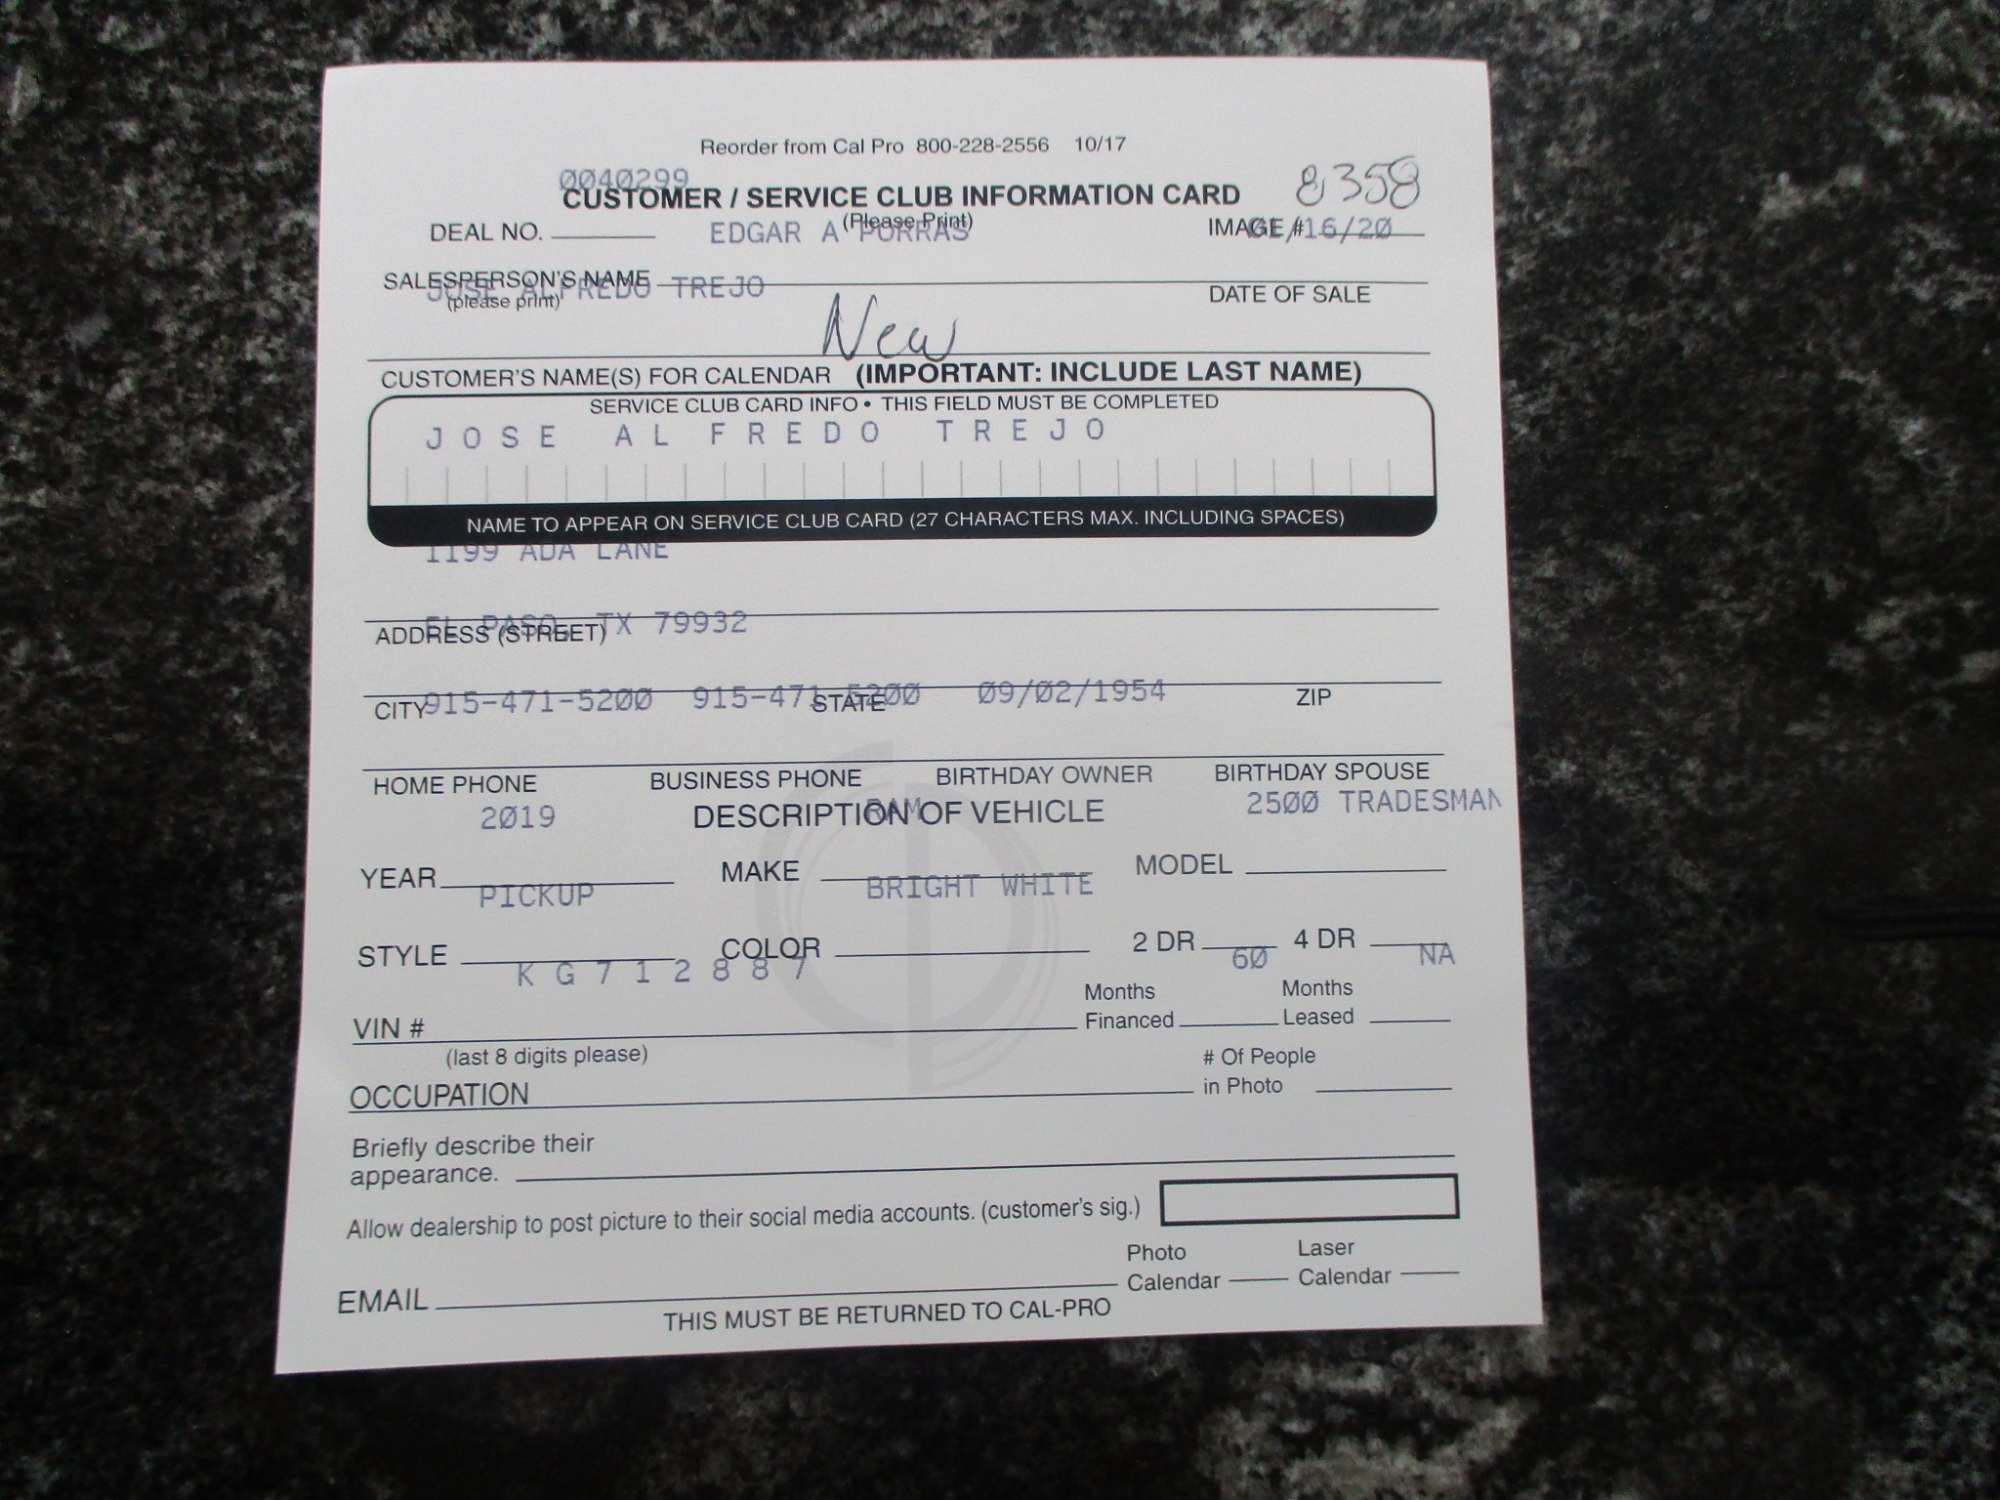 Reorder from Cal Pro 800-228-2556 10/17
0040299
CUSTOMER / SERVICE CLUB INFORMATION CARD 8358
(Please Print)
DEAL NO. EDGAR A PORRAS IMAGE # 01/16/20
SALESPERSON'S NAME
(please print)
JOSE ALFREDO TREJO
DATE OF SALE
New
CUSTOMER'S NAME(S) FOR CALENDAR (IMPORTANT: INCLUDE LAST NAME)
SERVICE CLUB CARD INFO • THIS FIELD MUST BE COMPLETED
JOSE ALFREDO TREJO
NAME TO APPEAR ON SERVICE CLUB CARD (27 CHARACTERS MAX. INCLUDING SPACES)
1199 ADA LANE
EL PASO, TX 79932
ADDRESS (STREET)
915-471-5200 915-471-5200 09/02/1954
CITY STATE ZIP
HOME PHONE BUSINESS PHONE BIRTHDAY OWNER BIRTHDAY SPOUSE
2019 RAM 2500 TRADESMAN
DESCRIPTION OF VEHICLE
YEAR MAKE MODEL
PICKUP BRIGHT WHITE
STYLE COLOR 2 DR 4 DR
KG712887 60 NA
VIN # Months Financed Months Leased
(last 8 digits please)
OCCUPATION # Of People in Photo
Briefly describe their
appearance.
Allow dealership to post picture to their social media accounts. (customer's sig.)
EMAIL Photo Calendar Laser Calendar
THIS MUST BE RETURNED TO CAL-PRO